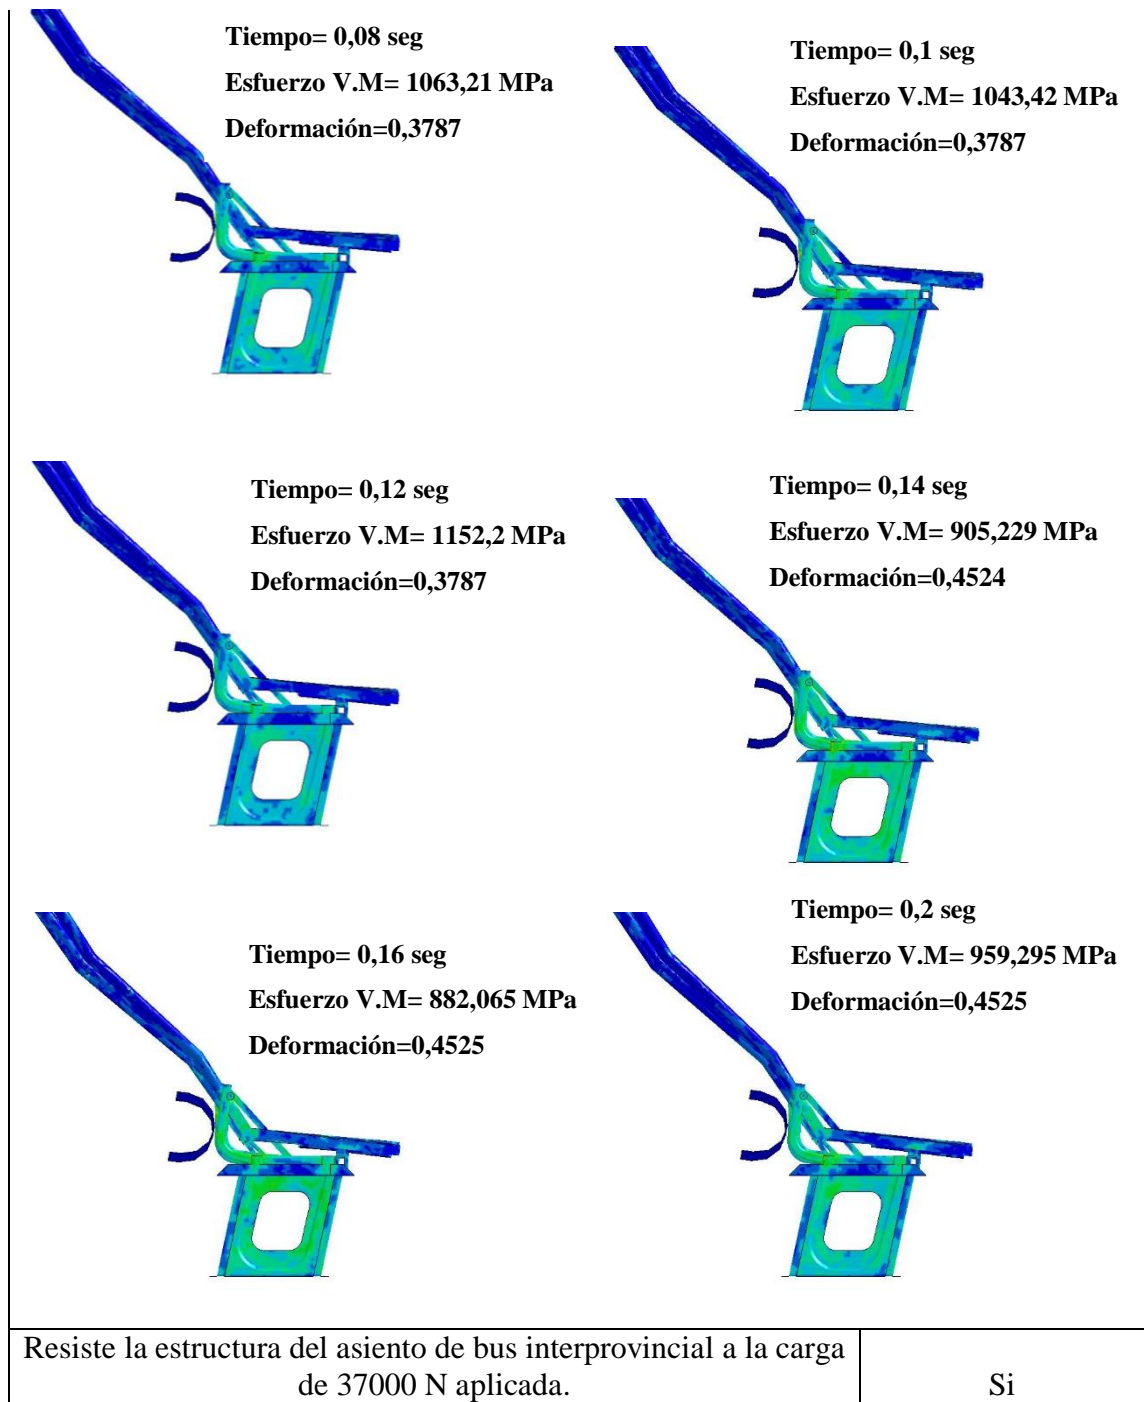 Tiempo= 0,08 seg
Esfuerzo V.M= 1063,21 MPa
Deformación=0,3787
Tiempo= 0,1 seg
Esfuerzo V.M= 1043,42 MPa
Deformación=0,3787
Tiempo= 0,12 seg
Esfuerzo V.M= 1152,2 MPa
Deformación=0,3787
Tiempo= 0,14 seg
Esfuerzo V.M= 905,229 MPa
Deformación=0,4524
Tiempo= 0,16 seg
Esfuerzo V.M= 882,065 MPa
Deformación=0,4525
Tiempo= 0,2 seg
Esfuerzo V.M= 959,295 MPa
Deformación=0,4525
Resiste la estructura del asiento de bus interprovincial a la carga
de 37000 N aplicada.
Si